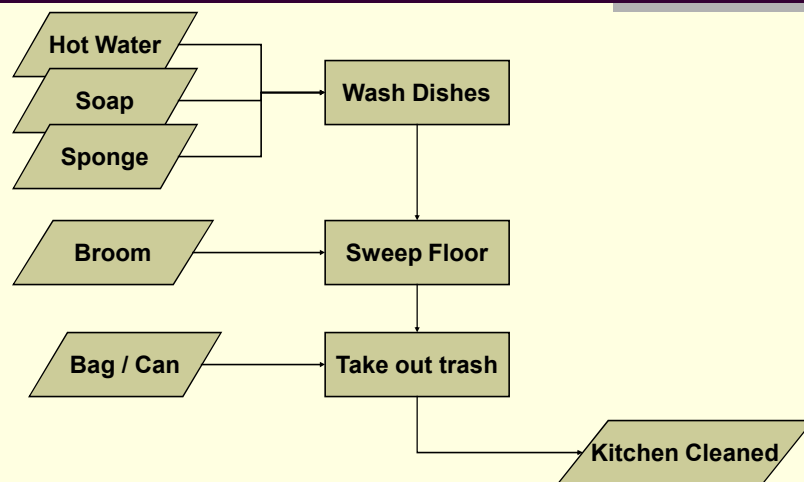 Hot Water
Soap
Sponge
Wash Dishes
Broom
Sweep Floor
Bag / Can
Take out trash
Kitchen Cleaned